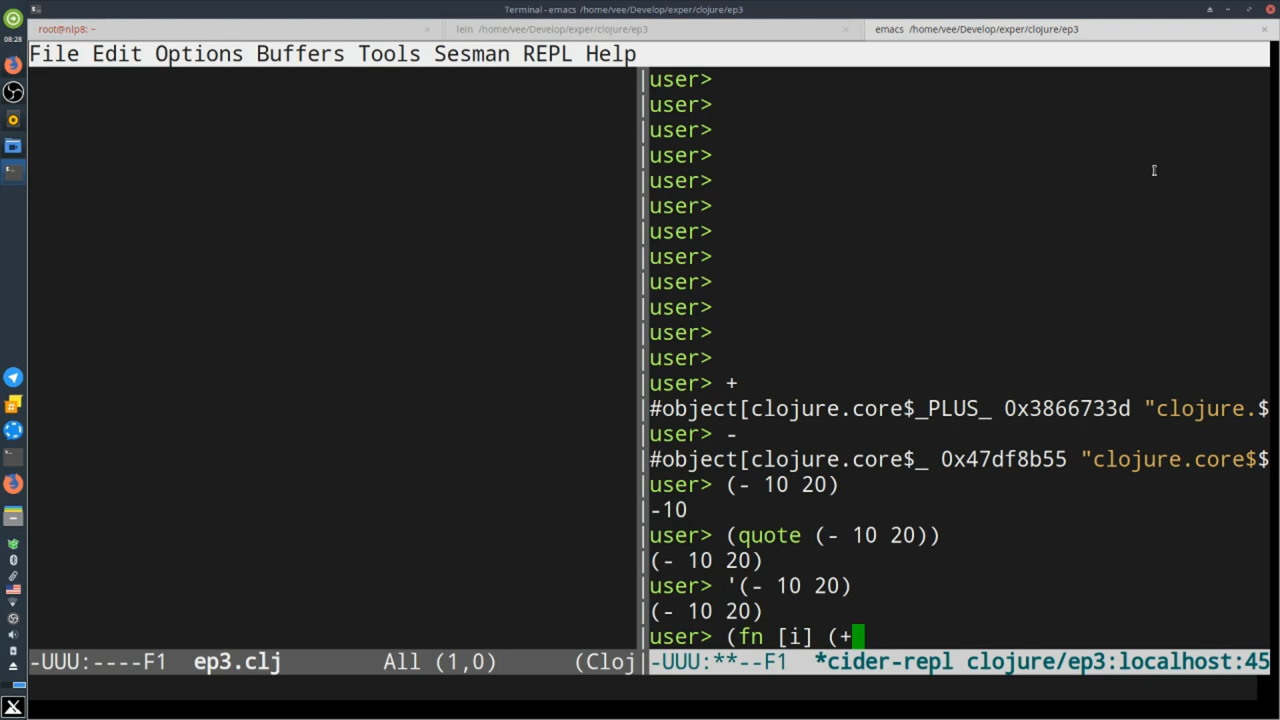 Terminal - emacs /home/vee/Develop/exper/clojure/ep3
08:28
root@nlp8: ~
lein /home/vee/Develop/exper/clojure/ep3
emacs /home/vee/Develop/exper/clojure/ep3
File Edit Options Buffers Tools Sesman REPL Help
user>
user>
user>
user>
user>
user>
user>
user>
user>
user>
user>
user>
user> +
#object[clojure.core$_PLUS_ 0x3866733d "clojure.$
user> -
#object[clojure.core$_ 0x47df8b55 "clojure.core$$
user> (- 10 20)
-10
user> (quote (- 10 20))
(- 10 20)
user> '(- 10 20)
(- 10 20)
user> (fn [i] (+
-UUU:----F1 ep3.clj All (1,0) (Cloj
-UUU:**--F1 *cider-repl clojure/ep3:localhost:45